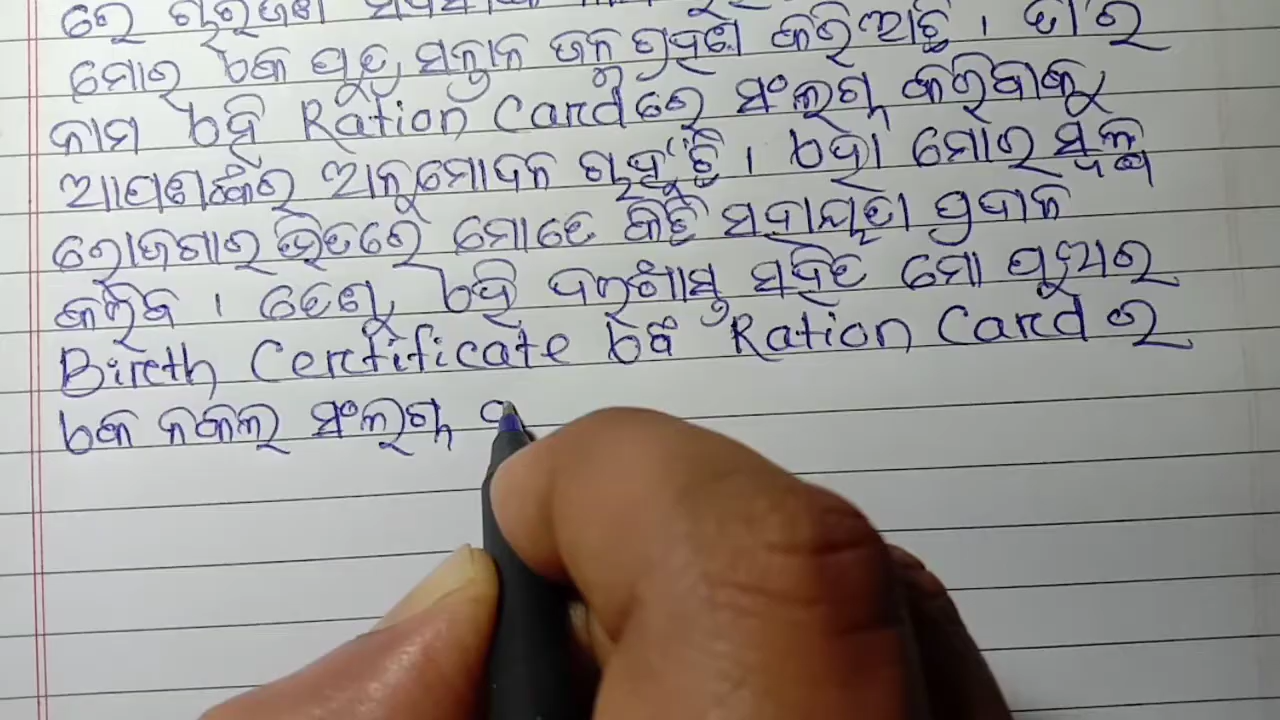 ରେ
ମୋର ଏକ ପୁତ୍ର ସନ୍ତାନ ଜନ୍ମ ଗ୍ରହଣ କରିଅଛି । ତା'ର
ନାମ ଏହି Ration Card ରେ ସଂଲଗ୍ନ କରିବାକୁ
ଆପଣଙ୍କର ଅନୁମୋଦନ ଚାହୁଁଛି । ଏହା ମୋର ସ୍ୱଳ୍ପ
ରୋଜଗାର ଭିତରେ ମୋତେ କିଛି ସହାୟତା ପ୍ରଦାନ
କରିବ । ତେଣୁ ଏହି ଦରଖାସ୍ତ ସହିତ ମୋ ପୁଅର
Birth Certificate ଏବଂ Ration Card ର
ଏକ ନକଲ ସଂଲଗ୍ନ